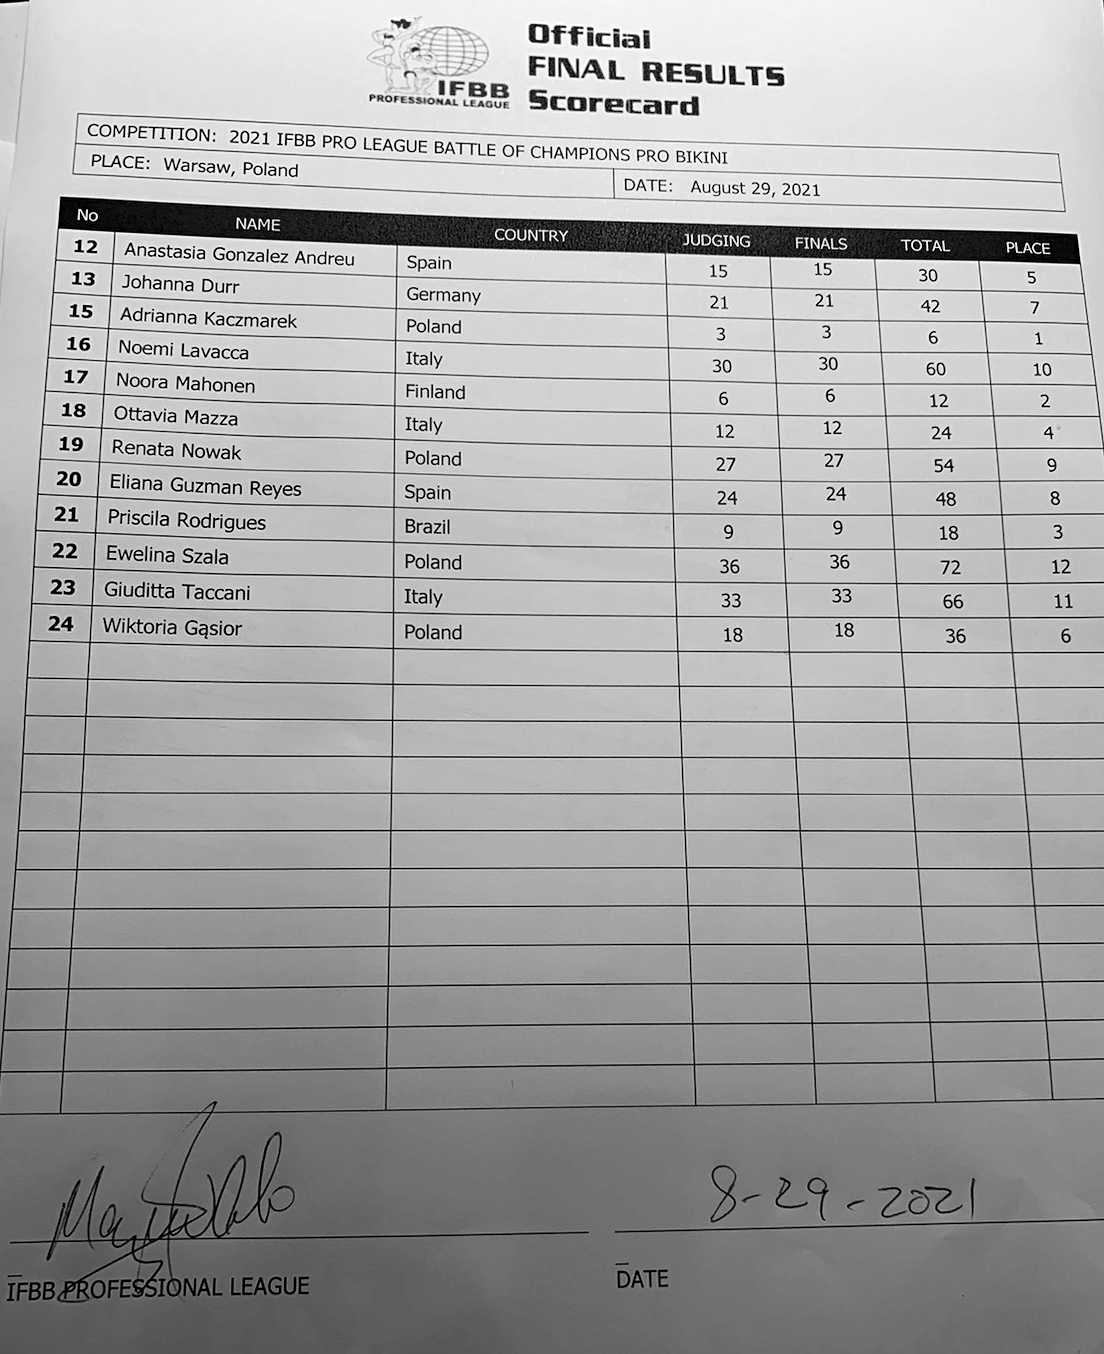 Official
FINAL RESULTS
Scorecard
IFBB
PROFESSIONAL LEAGUE
COMPETITION: 2021 IFBB PRO LEAGUE BATTLE OF CHAMPIONS PRO BIKINI
PLACE: Warsaw, Poland DATE: August 29, 2021
No NAME COUNTRY JUDGING FINALS TOTAL PLACE
12 Anastasia Gonzalez Andreu Spain 15 15 30 5
13 Johanna Durr Germany 21 21 42 7
15 Adrianna Kaczmarek Poland 3 3 6 1
16 Noemi Lavacca Italy 30 30 60 10
17 Noora Mahonen Finland 6 6 12 2
18 Ottavia Mazza Italy 12 12 24 4
19 Renata Nowak Poland 27 27 54 9
20 Eliana Guzman Reyes Spain 24 24 48 8
21 Priscila Rodrigues Brazil 9 9 18 3
22 Ewelina Szala Poland 36 36 72 12
23 Giuditta Taccani Italy 33 33 66 11
24 Wiktoria Gąsior Poland 18 18 36 6
8-29-2021
IFBB PROFESSIONAL LEAGUE DATE